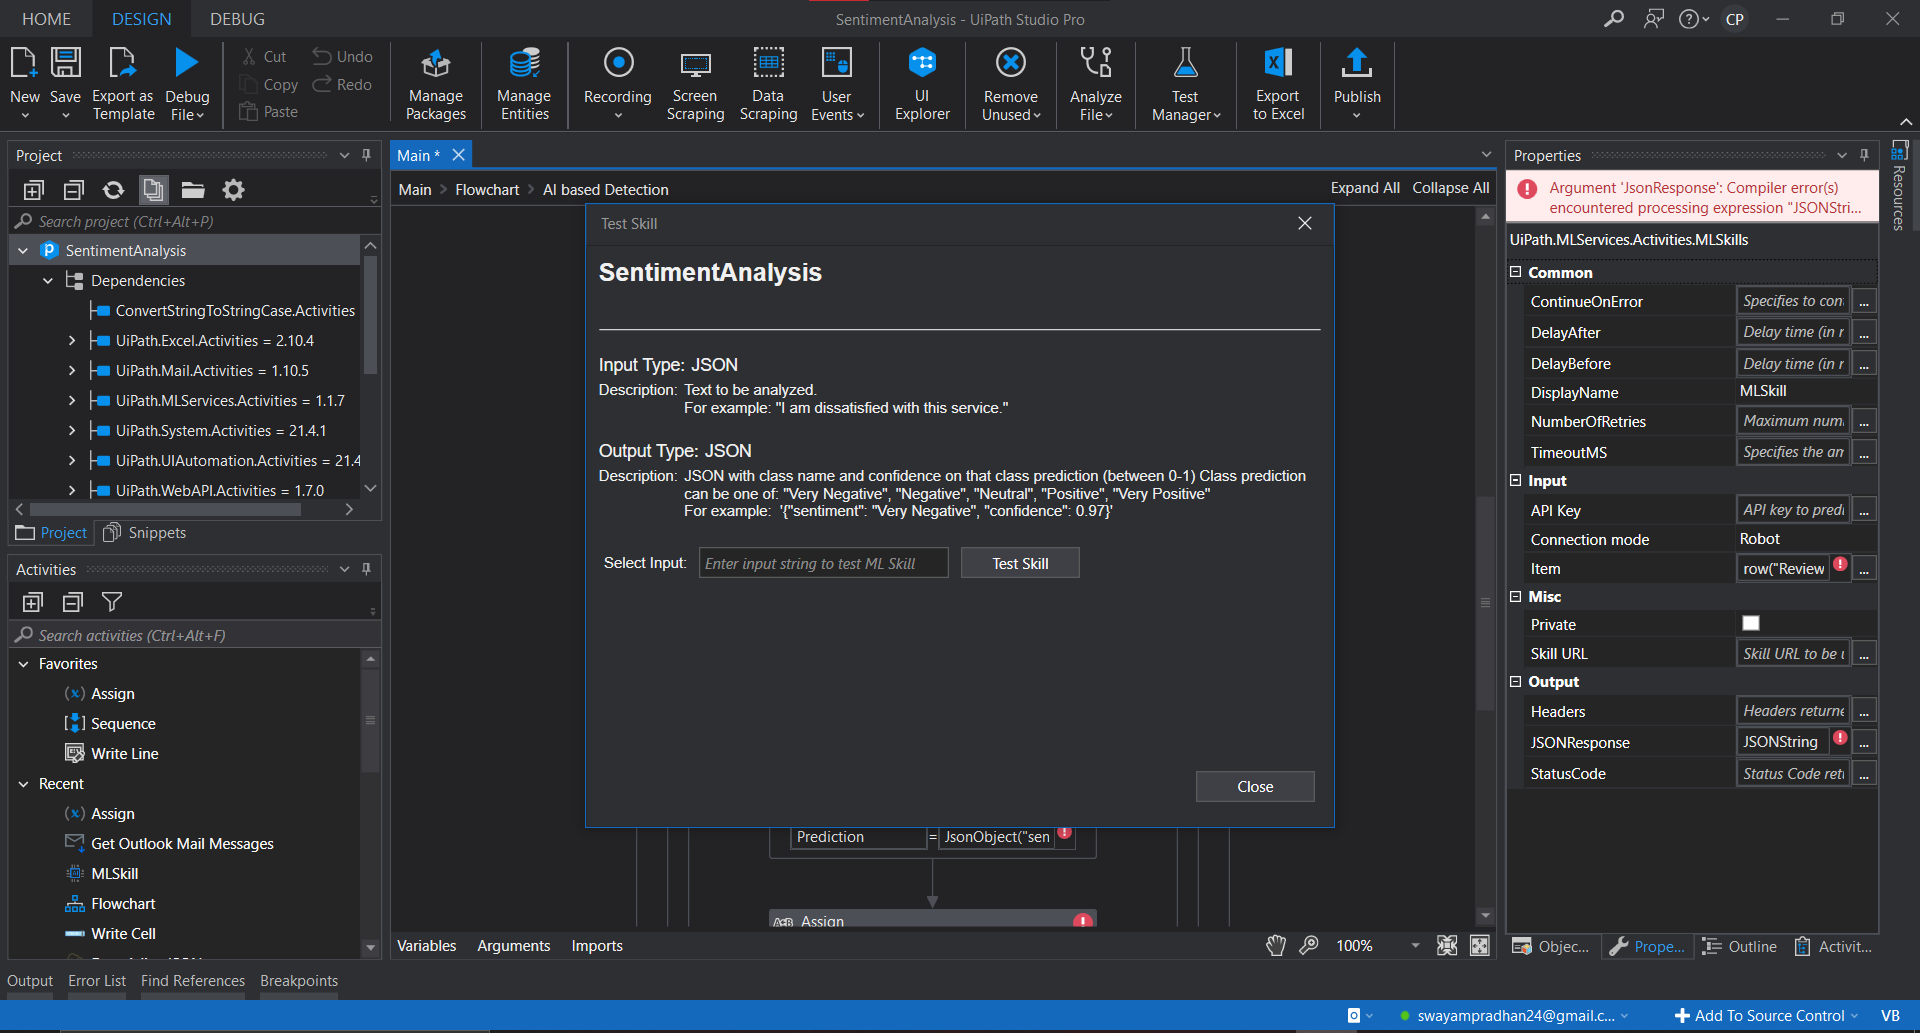 HOME DESIGN DEBUG
SentimentAnalysis - UiPath Studio Pro
CP
New
Save
Export as
Template
Debug
File
Cut
Copy
Paste
Undo
Redo
Manage
Packages
Manage
Entities
Recording
Screen
Scraping
Data
Scraping
User
Events
UI
Explorer
Remove
Unused
Analyze
File
Test
Manager
Export
to Excel
Publish
Project
Search project (Ctrl+Alt+P)
SentimentAnalysis
Dependencies
ConvertStringToStringCase.Activities
UiPath.Excel.Activities = 2.10.4
UiPath.Mail.Activities = 1.10.5
UiPath.MLServices.Activities = 1.1.7
UiPath.System.Activities = 21.4.1
UiPath.UIAutomation.Activities = 21.4
UiPath.WebAPI.Activities = 1.7.0
Project Snippets
Activities
Search activities (Ctrl+Alt+F)
Favorites
Assign
Sequence
Write Line
Recent
Assign
Get Outlook Mail Messages
MLSkill
Flowchart
Write Cell
Main *
Main > Flowchart > AI based Detection
Expand All Collapse All
Test Skill
SentimentAnalysis
Input Type: JSON
Description: Text to be analyzed.
For example: "I am dissatisfied with this service."
Output Type: JSON
Description: JSON with class name and confidence on that class prediction (between 0-1) Class prediction
can be one of: "Very Negative", "Negative", "Neutral", "Positive", "Very Positive"
For example: '{"sentiment": "Very Negative", "confidence": 0.97}'
Select Input: Enter input string to test ML Skill Test Skill
Close
Prediction = JsonObject("sen
A=B Assign
Variables Arguments Imports
100%
Properties
Argument 'JsonResponse': Compiler error(s)
encountered processing expression "JSONStri...
UiPath.MLServices.Activities.MLSkills
Common
ContinueOnError Specifies to con ...
DelayAfter Delay time (in r ...
DelayBefore Delay time (in r ...
DisplayName MLSkill
NumberOfRetries Maximum num ...
TimeoutMS Specifies the am ...
Input
API Key API key to predi ...
Connection mode Robot
Item row("Review ...
Misc
Private
Skill URL Skill URL to be u ...
Output
Headers Headers returne ...
JSONResponse JSONString ...
StatusCode Status Code retu ...
Resources
Objec... Prope... Outline Activit...
Output Error List Find References Breakpoints
swayampradhan24@gmail.c...
Add To Source Control
VB